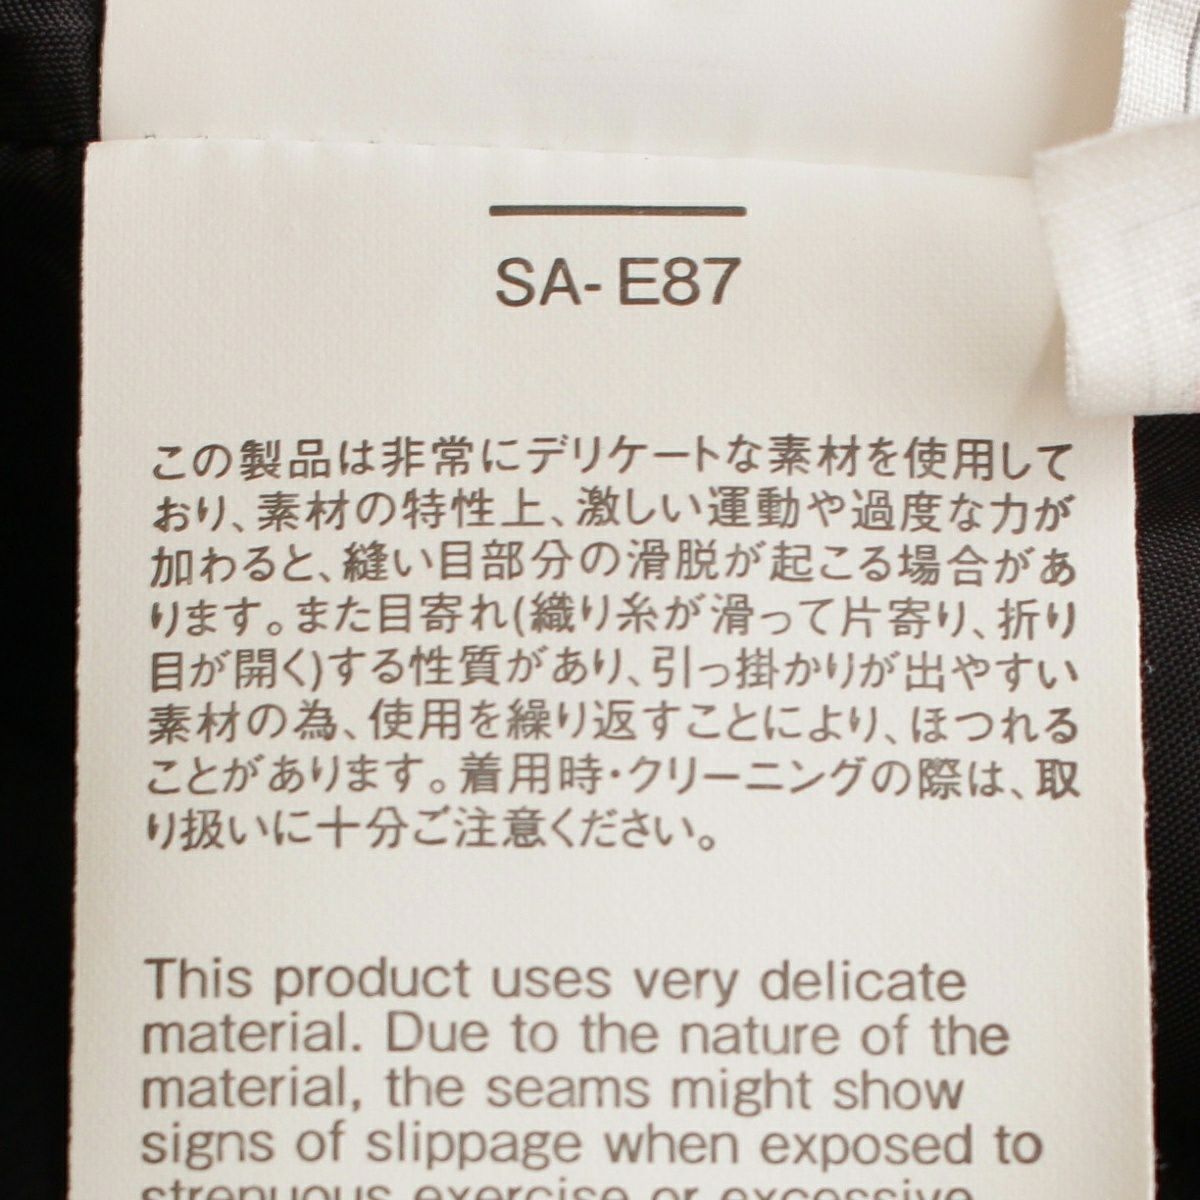 SA- E87
この製品は非常にデリケートな素材を使用して
おり、素材の特性上、激しい運動や過度な力が
加わると、縫い目部分の滑脱が起こる場合があ
ります。また目寄れ(織り糸が滑って片寄り、折り
目が開く)する性質があり、引っ掛かりが出やすい
素材の為、使用を繰り返すことにより、ほつれる
ことがあります。着用時・クリーニングの際は、取
り扱いに十分ご注意ください。
This product uses very delicate
material. Due to the nature of the
material, the seams might show
signs of slippage when exposed to
strenuous exercise or excessive